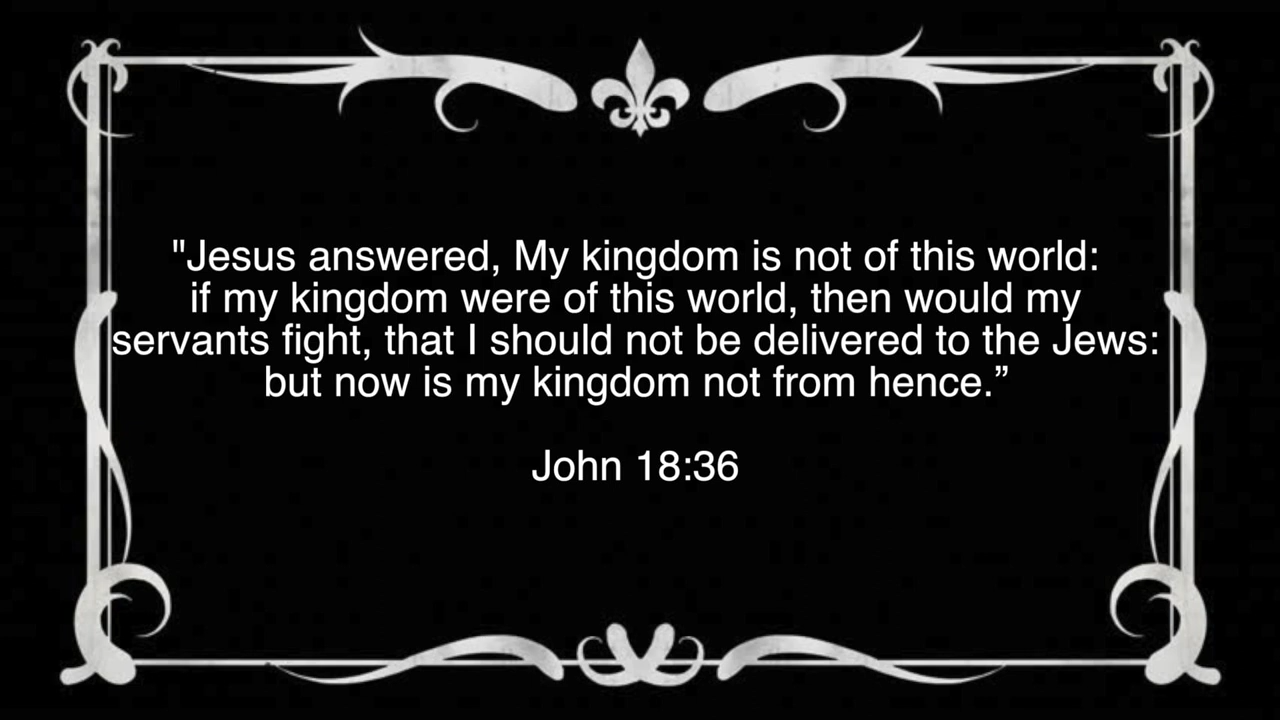 "Jesus answered, My kingdom is not of this world:
if my kingdom were of this world, then would my
servants fight, that I should not be delivered to the Jews:
but now is my kingdom not from hence.”
John 18:36